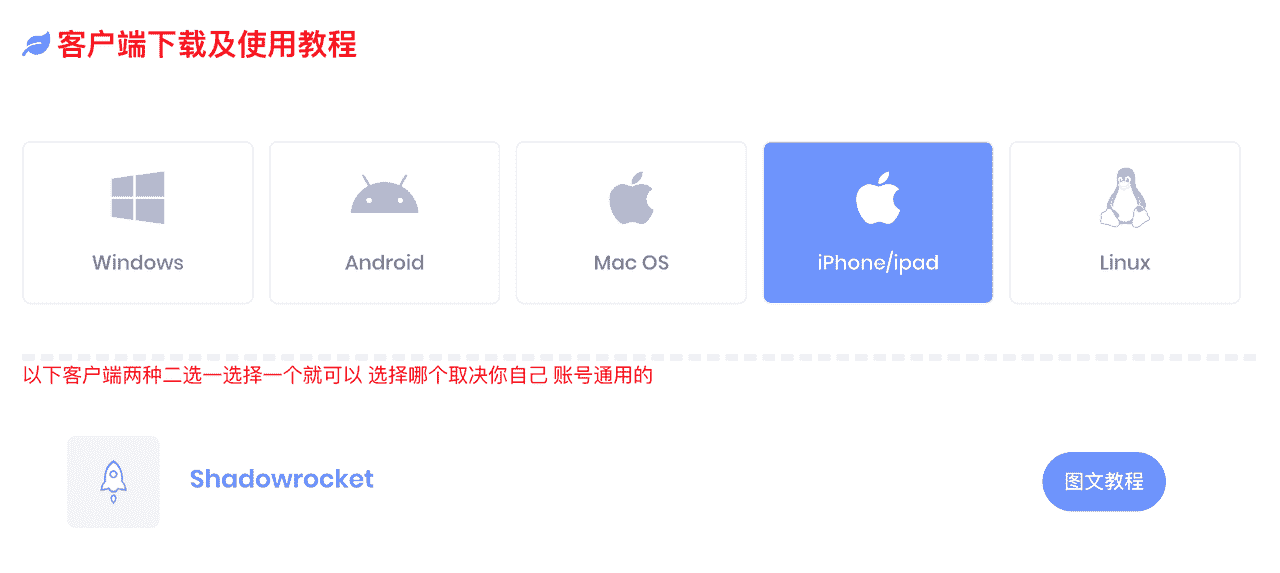 客户端下载及使用教程
Windows
Android
Mac OS
iPhone/ipad
Linux
以下客户端两种二选一选择一个就可以 选择哪个取决你自己 账号通用的
Shadowrocket
图文教程